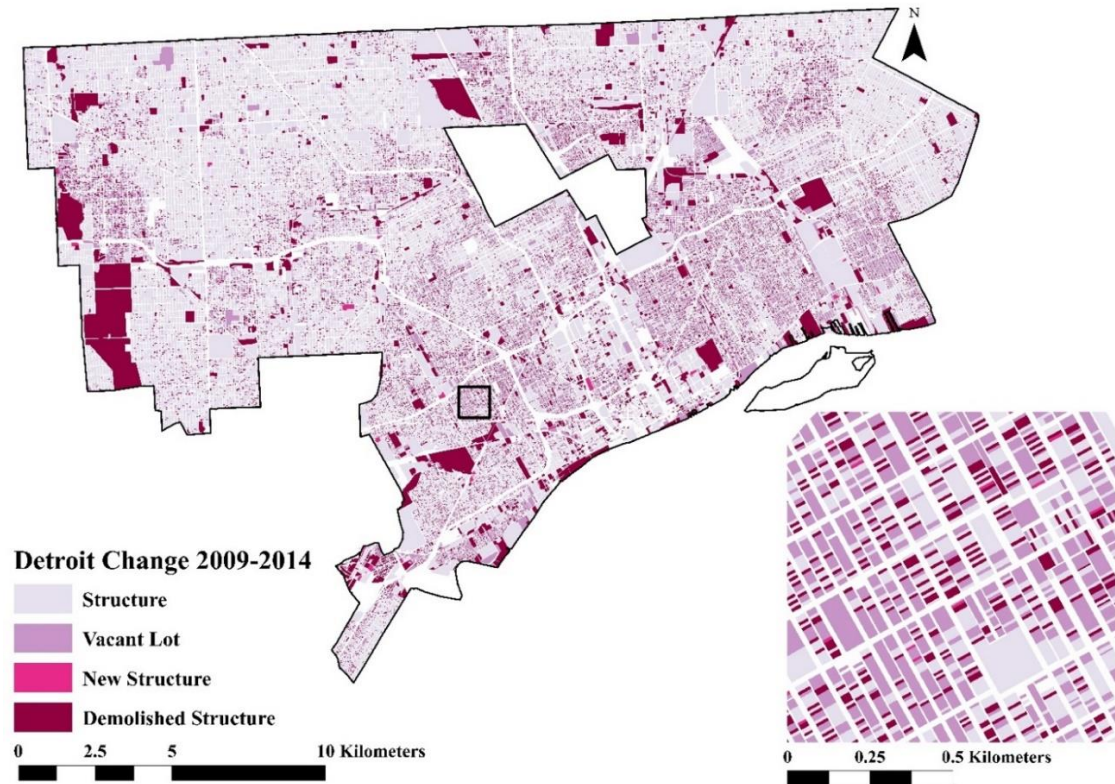 N
Detroit Change 2009-2014
Structure
Vacant Lot
New Structure
Demolished Structure
0 2.5 5 10 Kilometers
0 0.25 0.5 Kilometers